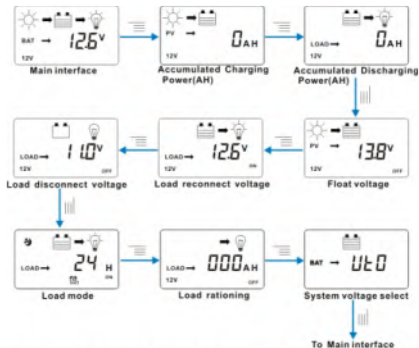 BAT 12.6V
12V
Main interface
PV 0AH
12V
Accumulated Charging
Power(AH)
LOAD 0AH
12V
Accumulated Discharging
Power(AH)
LOAD 11.0V
12V OFF
Load disconnect voltage
LOAD 12.6V
12V ON
Load reconnect voltage
PV 13.8V
12V OFF
Float voltage
LOAD 24 H
ON
Load mode
LOAD 000AH
12V OFF
Load rationing
BAT UtO
System voltage select
To Main interface